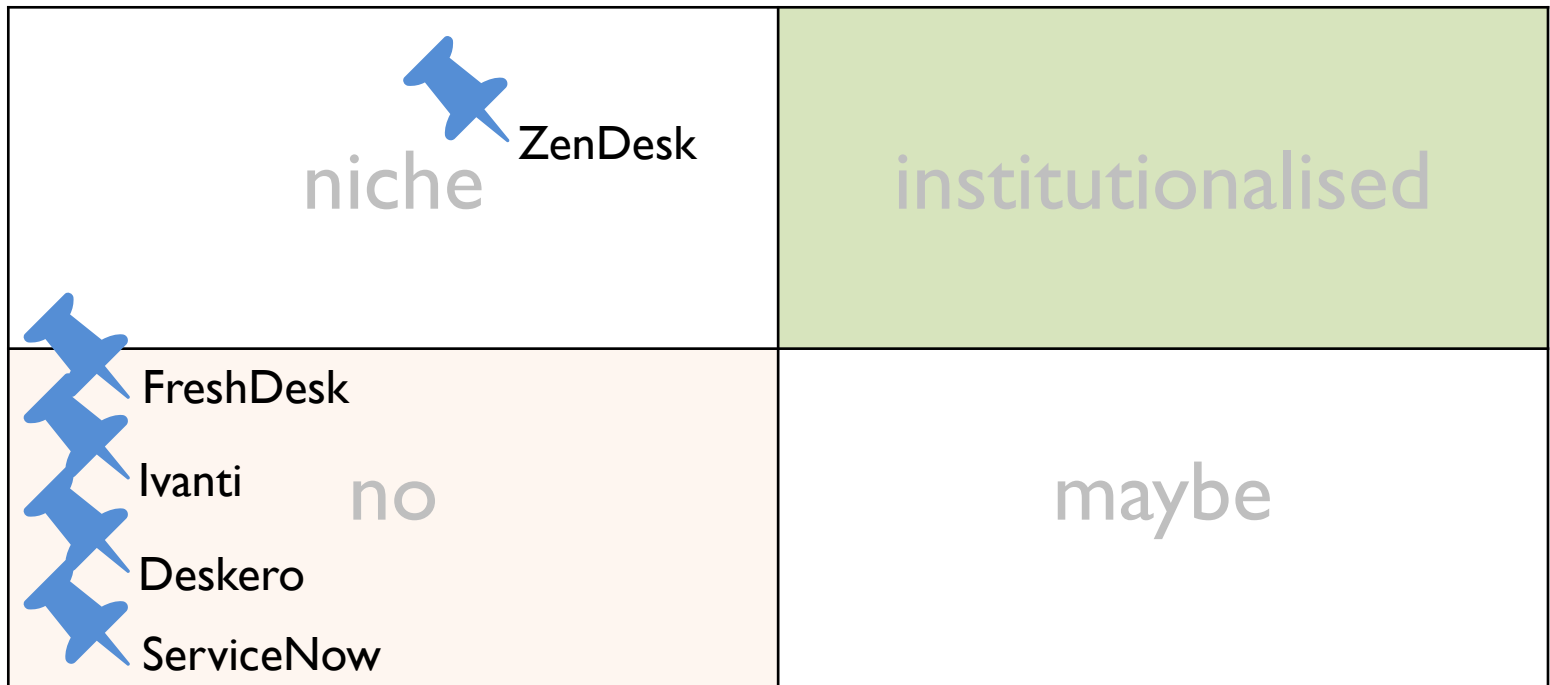 ZenDesk
niche
institutionalised
FreshDesk
Ivanti
no
maybe
Deskero
ServiceNow